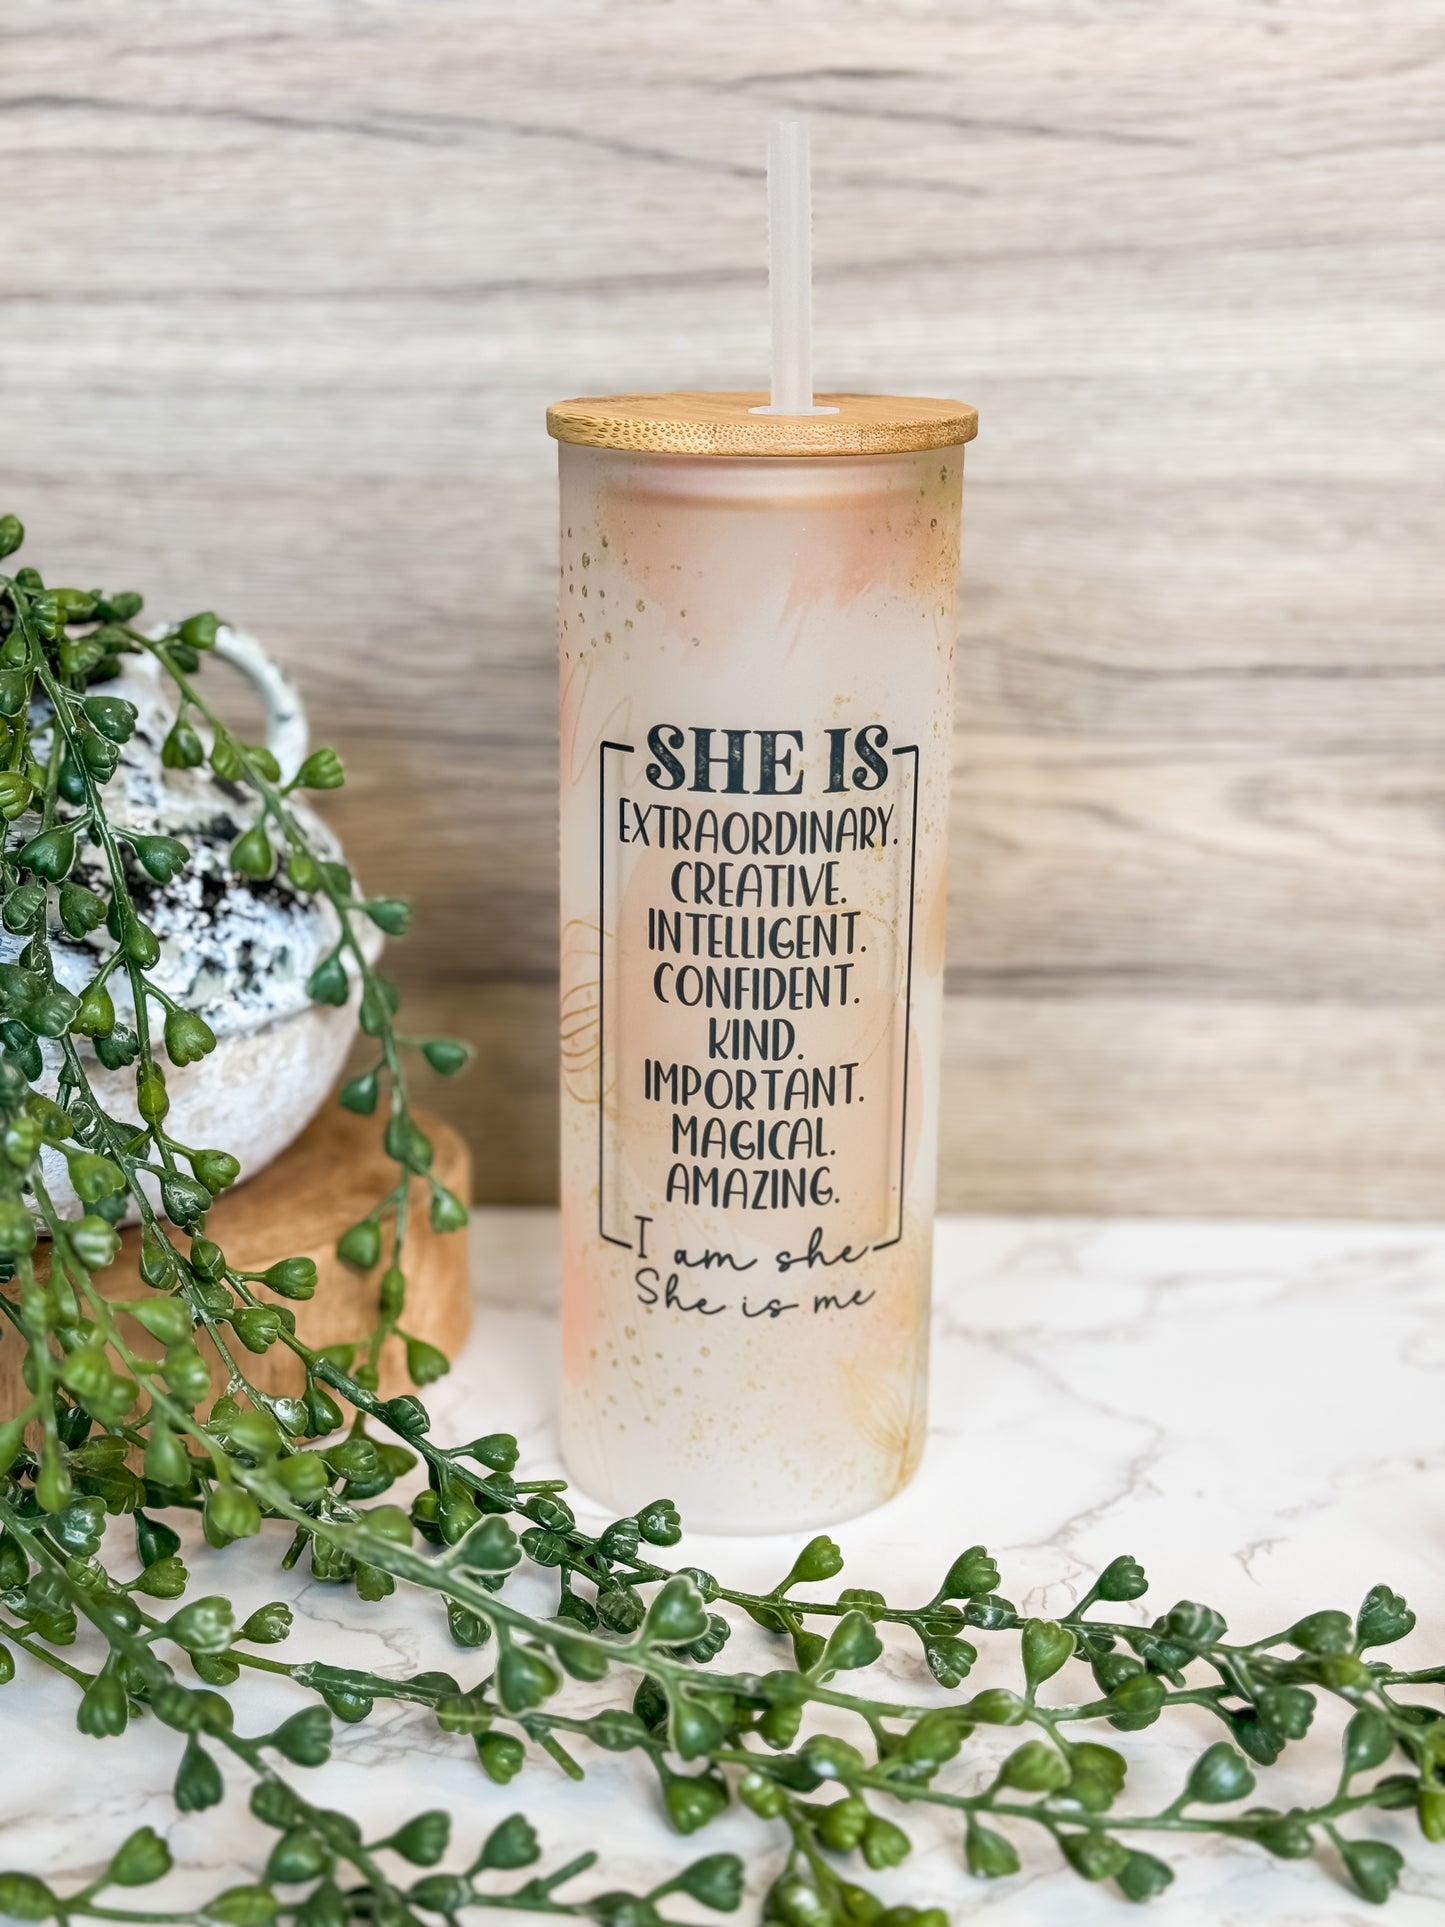 SHE IS
EXTRAORDINARY.
CREATIVE.
INTELLIGENT.
CONFIDENT.
KIND.
IMPORTANT.
MAGICAL.
AMAZING.
I am she
She is me